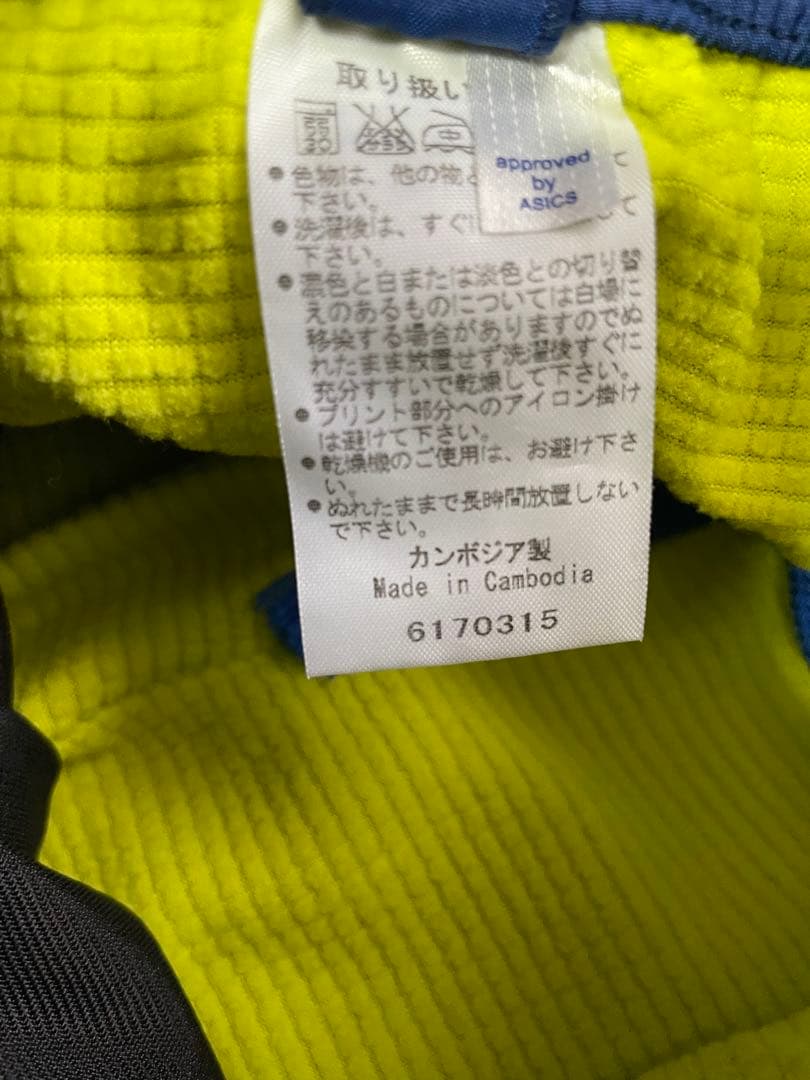 取り扱い
approved
by
ASICS
●色物は、他の物と て
下さい。
●洗濯後は、すぐ して
下さい。
●濃色と白または淡色との切り替
えのあるものについては白場に
移染する場合がありますのでぬ
れたまま放置せず洗濯後すぐに
充分すすいで乾燥して下さい。
●プリント部分へのアイロン掛け
は避けて下さい。
●乾燥機のご使用は、お避け下さ
い。
●ぬれたままで長時間放置しない
で下さい。
カンボジア製
Made in Cambodia
6170315